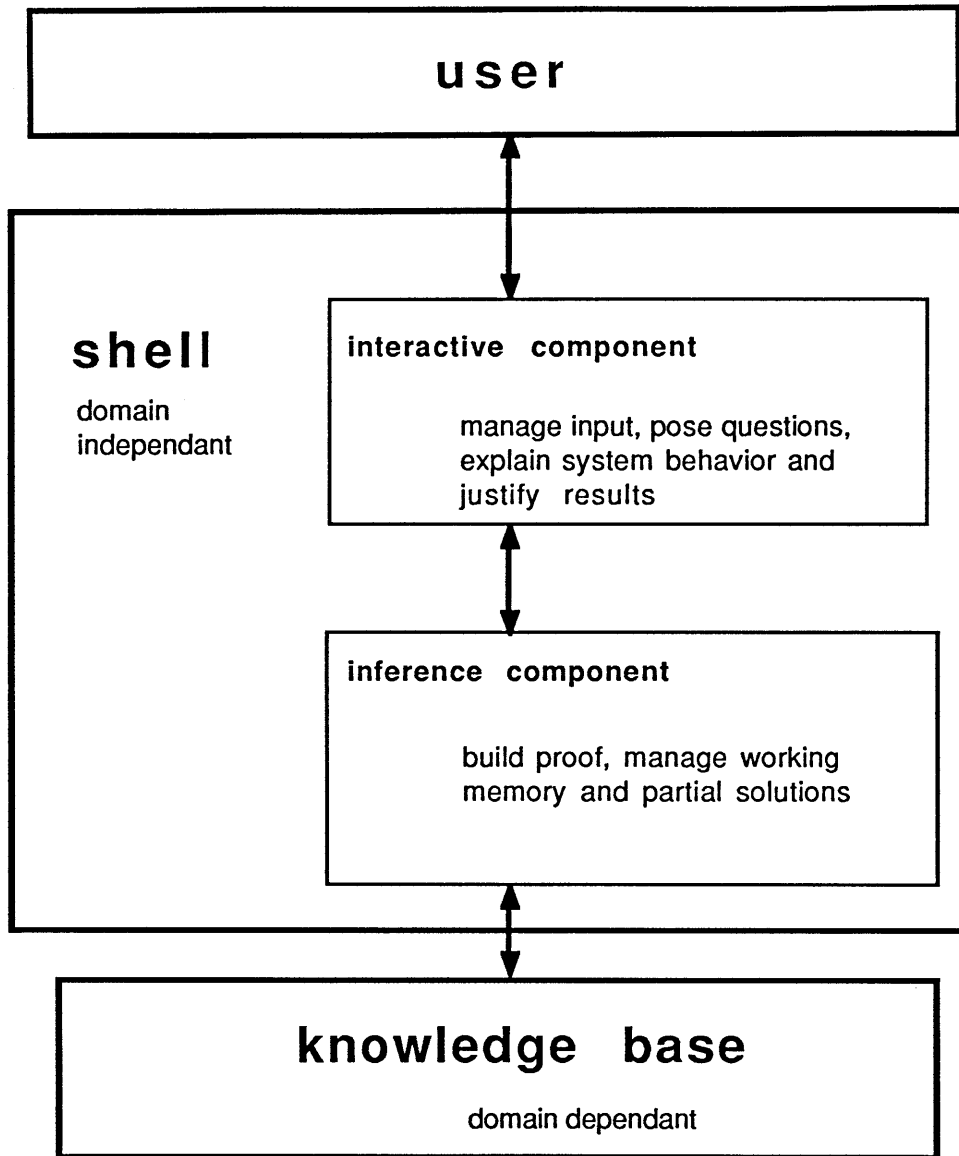 user
shell
domain
independant
interactive component
manage input, pose questions,
explain system behavior and
justify results
inference component
build proof, manage working
memory and partial solutions
knowledge base
domain dependant